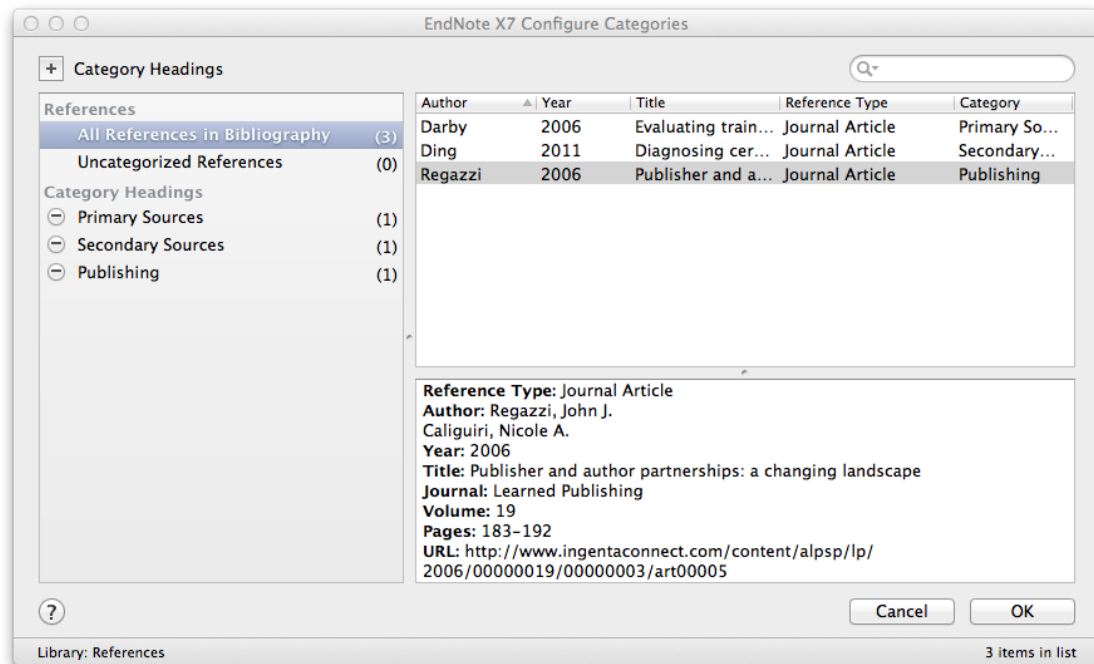 EndNote X7 Configure Categories
+ Category Headings
References
All References in Bibliography (3)
Uncategorized References (0)
Category Headings
Primary Sources (1)
Secondary Sources (1)
Publishing (1)
Author Year Title Reference Type Category
Darby 2006 Evaluating train... Journal Article Primary So...
Ding 2011 Diagnosing cer... Journal Article Secondary...
Regazzi 2006 Publisher and a... Journal Article Publishing
Reference Type: Journal Article
Author: Regazzi, John J.
Caliguiri, Nicole A.
Year: 2006
Title: Publisher and author partnerships: a changing landscape
Journal: Learned Publishing
Volume: 19
Pages: 183-192
URL: http://www.ingentaconnect.com/content/alpsp/lp/
2006/00000019/00000003/art00005
? Cancel OK
Library: References 3 items in list